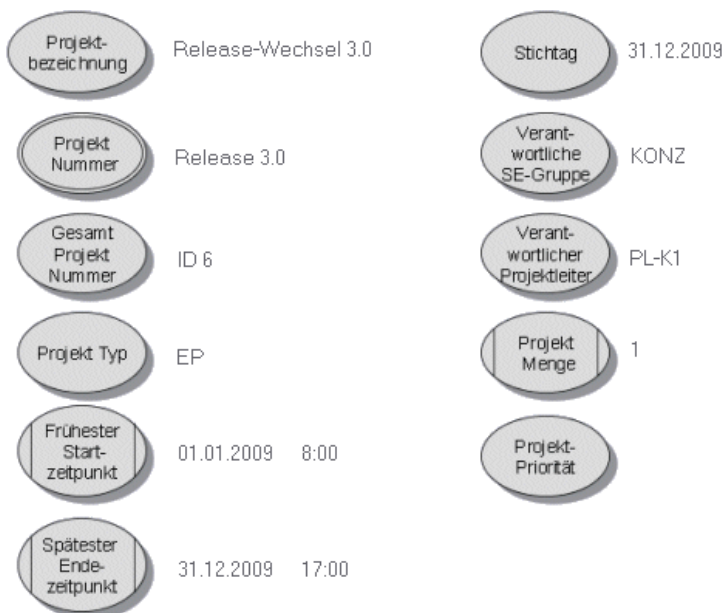 Projekt-
bezeichnung
Release-Wechsel 3.0
Projekt
Nummer
Release 3.0
Gesamt
Projekt
Nummer
ID 6
Projekt Typ
EP
Frühester
Start-
zeitpunkt
01.01.2009 8:00
Spätester
Ende-
zeitpunkt
31.12.2009 17:00
Stichtag
31.12.2009
Verant-
wortliche
SE-Gruppe
KONZ
Verant-
wortlicher
Projektleiter
PL-K1
Projekt
Menge
1
Projekt-
Priorität